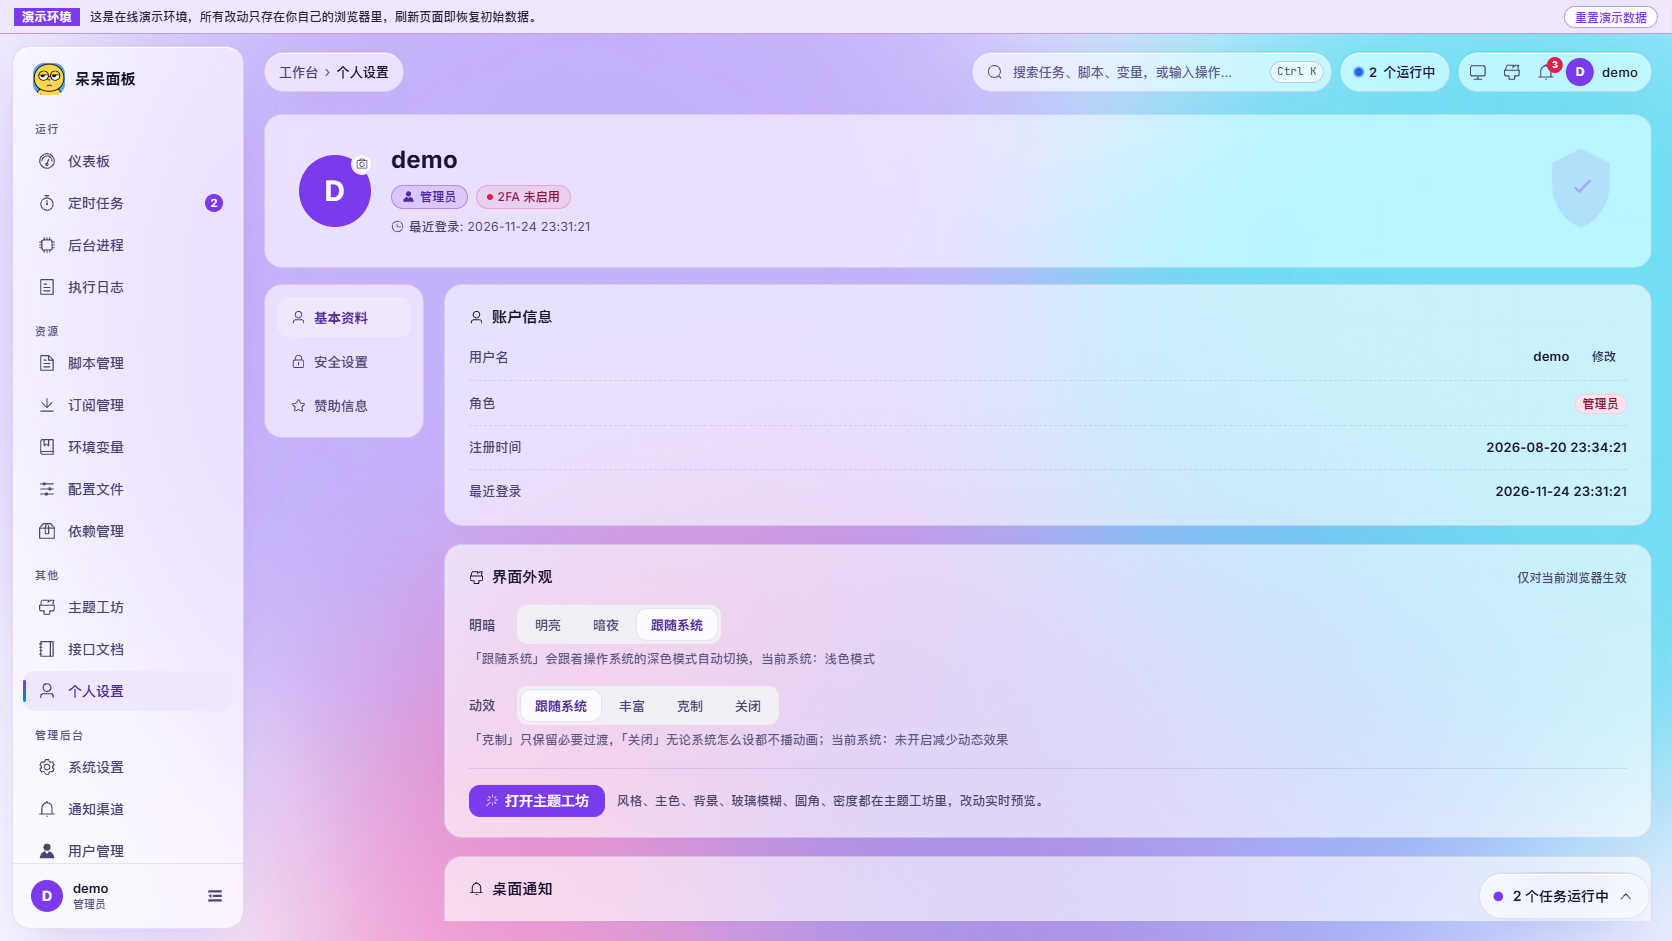 演示环境 这是在线演示环境，所有改动只存在你自己的浏览器里，刷新页面即恢复初始数据。 重置演示数据
呆呆面板
运行
仪表板
定时任务 2
后台进程
执行日志
资源
脚本管理
订阅管理
环境变量
配置文件
依赖管理
其他
主题工坊
接口文档
个人设置
管理后台
系统设置
通知渠道
用户管理
D demo
管理员
工作台 › 个人设置
搜索任务、脚本、变量，或输入操作... Ctrl K
2 个运行中
3
D demo
D
demo
管理员 2FA 未启用
最近登录: 2026-11-24 23:31:21
基本资料
安全设置
赞助信息
账户信息
用户名 demo 修改
角色 管理员
注册时间 2026-08-20 23:34:21
最近登录 2026-11-24 23:31:21
界面外观 仅对当前浏览器生效
明暗 明亮 暗夜 跟随系统
「跟随系统」会跟着操作系统的深色模式自动切换，当前系统：浅色模式
动效 跟随系统 丰富 克制 关闭
「克制」只保留必要过渡，「关闭」无论系统怎么设都不播动画；当前系统：未开启减少动态效果
打开主题工坊 风格、主色、背景、玻璃模糊、圆角、密度都在主题工坊里，改动实时预览。
桌面通知
2 个任务运行中